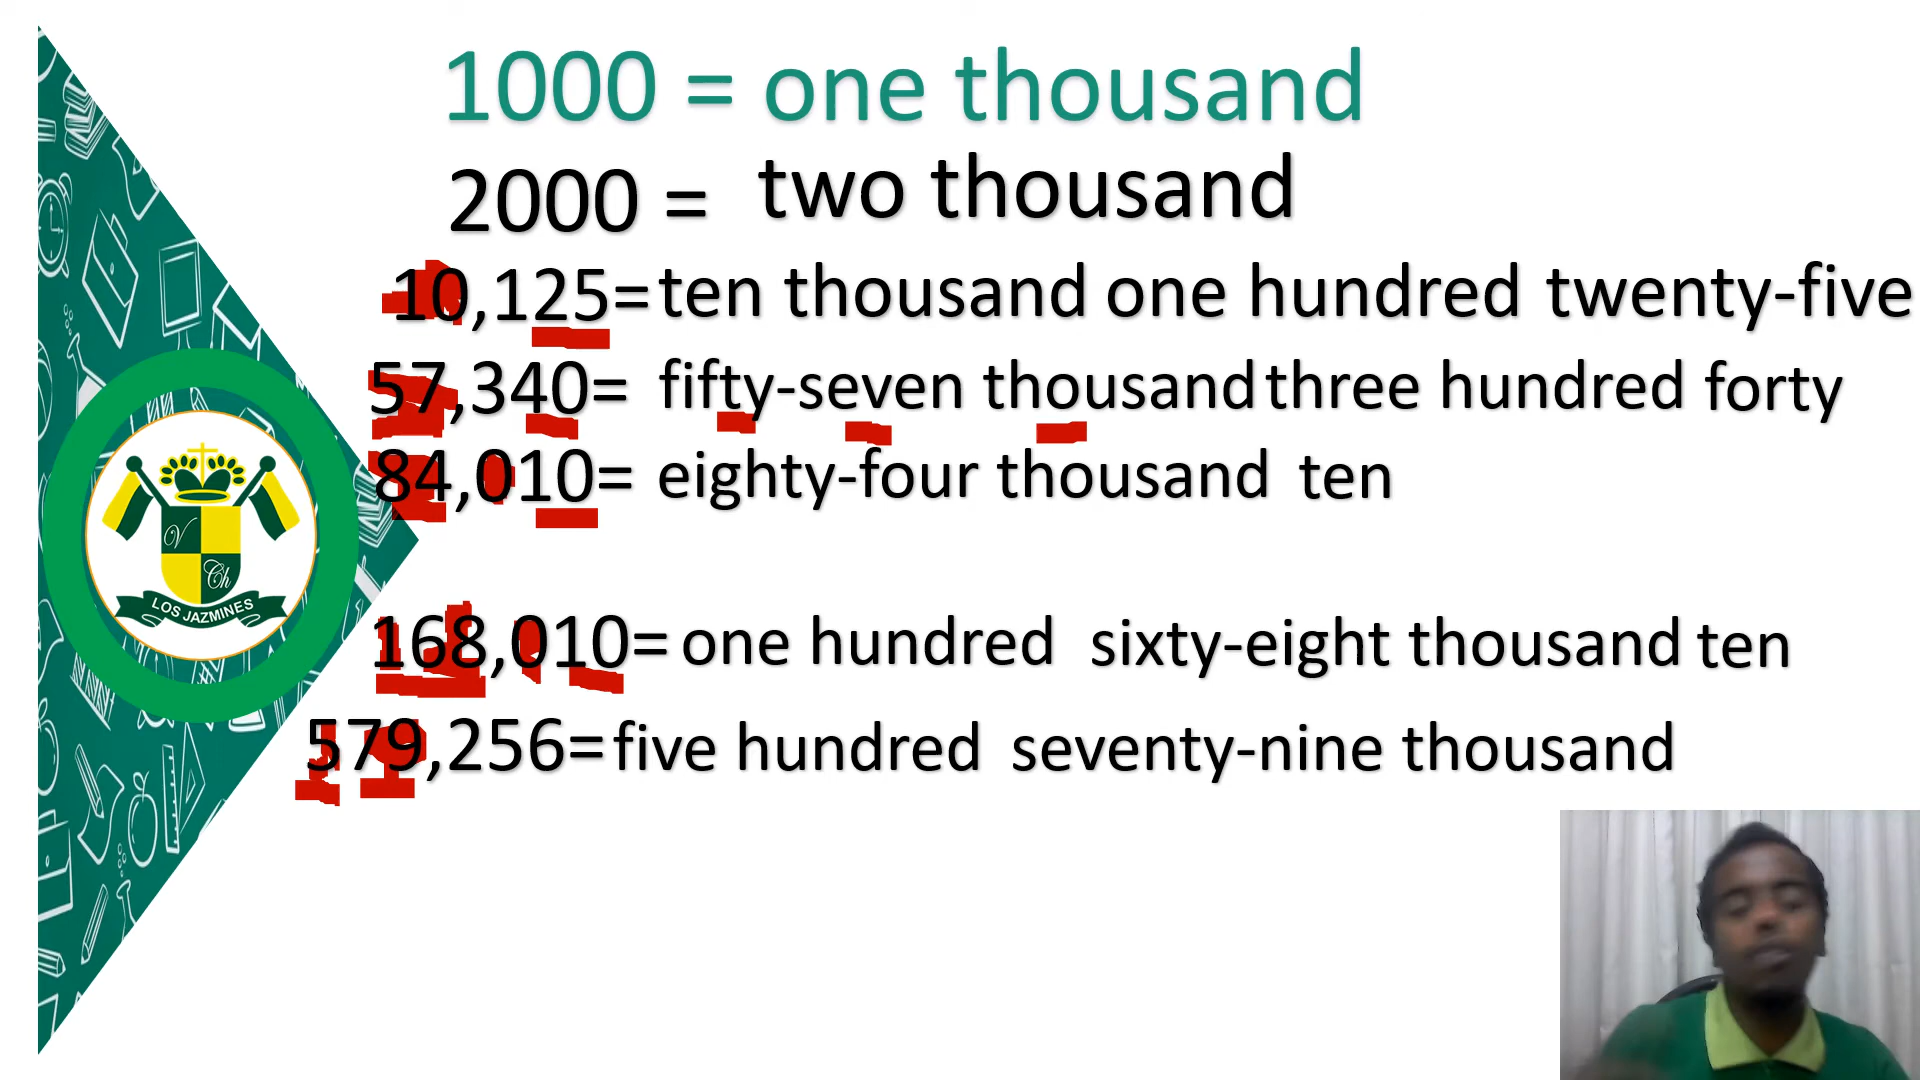 1000 = one thousand
2000 = two thousand
10,125= ten thousand one hundred twenty-five
57,340= fifty-seven thousand three hundred forty
84,010= eighty-four thousand ten
168,010= one hundred sixty-eight thousand ten
579,256= five hundred seventy-nine thousand
V
Ch
LOS JAZMINES